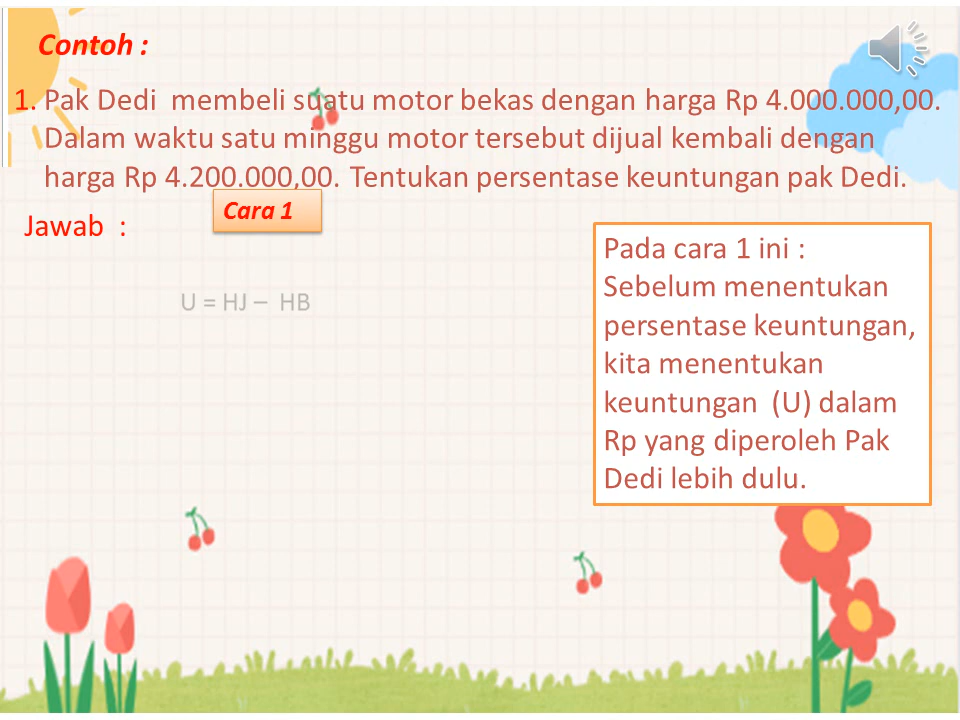 Contoh :
1. Pak Dedi membeli suatu motor bekas dengan harga Rp 4.000.000,00.
Dalam waktu satu minggu motor tersebut dijual kembali dengan
harga Rp 4.200.000,00. Tentukan persentase keuntungan pak Dedi.
Cara 1
Jawab :
U = HJ – HB
Pada cara 1 ini :
Sebelum menentukan
persentase keuntungan,
kita menentukan
keuntungan (U) dalam
Rp yang diperoleh Pak
Dedi lebih dulu.